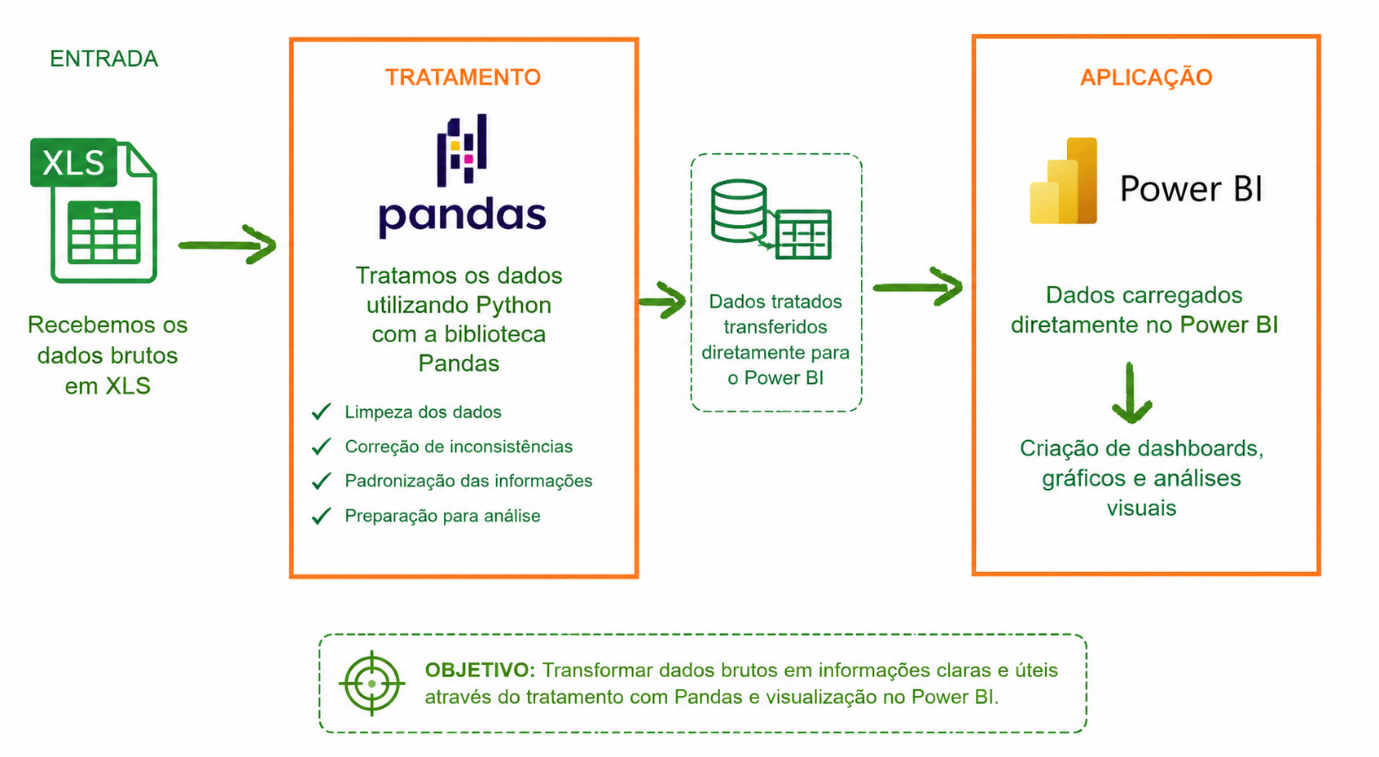 ENTRADA
XLS
Recebemos os
dados brutos
em XLS
TRATAMENTO
pandas
Tratamos os dados
utilizando Python
com a biblioteca
Pandas
Limpeza dos dados
Correção de inconsistências
Padronização das informações
Preparação para análise
Dados tratados
transferidos
diretamente para
o Power BI
APLICAÇÃO
Power BI
Dados carregados
diretamente no Power BI
Criação de dashboards,
gráficos e análises
visuais
OBJETIVO: Transformar dados brutos em informações claras e úteis
através do tratamento com Pandas e visualização no Power BI.